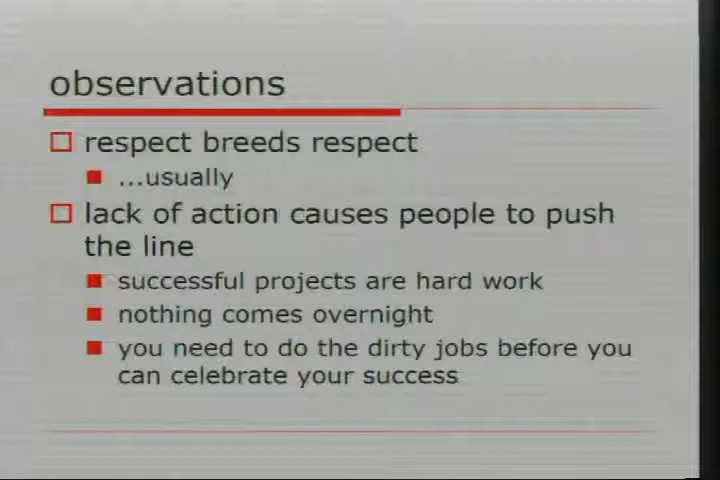 observations
respect breeds respect
...usually
lack of action causes people to push
the line
successful projects are hard work
nothing comes overnight
you need to do the dirty jobs before you
can celebrate your success